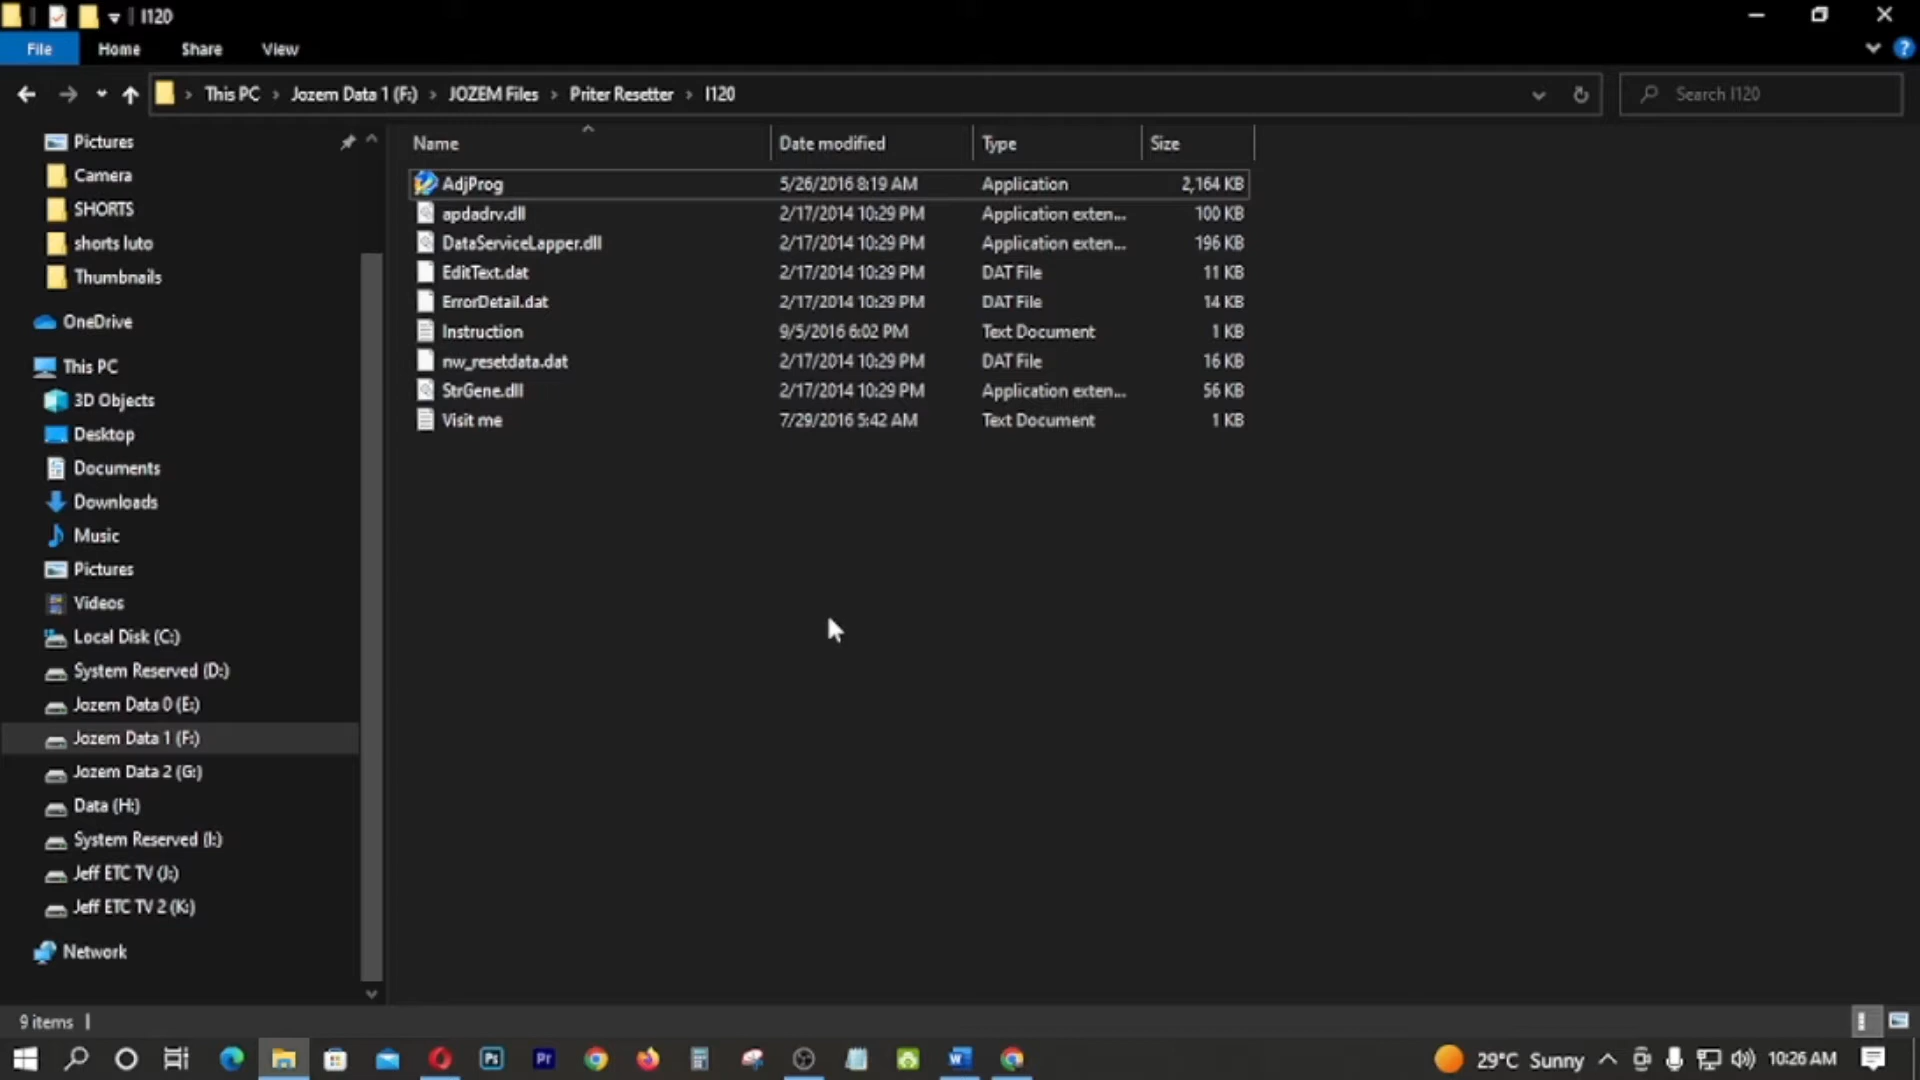 I120
File Home Share View
This PC Jozem Data 1 (F:) JOZEM Files Priter Resetter I120 Search I120
Name Date modified Type Size
AdjProg 5/26/2016 8:19 AM Application 2,164 KB
apdadrv.dll 2/17/2014 10:29 PM Application exten... 100 KB
DataServiceLapper.dll 2/17/2014 10:29 PM Application exten... 196 KB
EditText.dat 2/17/2014 10:29 PM DAT File 11 KB
ErrorDetail.dat 2/17/2014 10:29 PM DAT File 14 KB
Instruction 9/5/2016 6:02 PM Text Document 1 KB
nw_resetdata.dat 2/17/2014 10:29 PM DAT File 16 KB
StrGene.dll 2/17/2014 10:29 PM Application exten... 56 KB
Visit me 7/29/2016 5:42 AM Text Document 1 KB
Pictures
Camera
SHORTS
shorts luto
Thumbnails
OneDrive
This PC
3D Objects
Desktop
Documents
Downloads
Music
Pictures
Videos
Local Disk (C:)
System Reserved (D:)
Jozem Data 0 (E:)
Jozem Data 1 (F:)
Jozem Data 2 (G:)
Data (H:)
System Reserved (I:)
Jeff ETC TV (J:)
Jeff ETC TV 2 (K:)
Network
9 items
Ps Pr W 29°C Sunny 10:26 AM